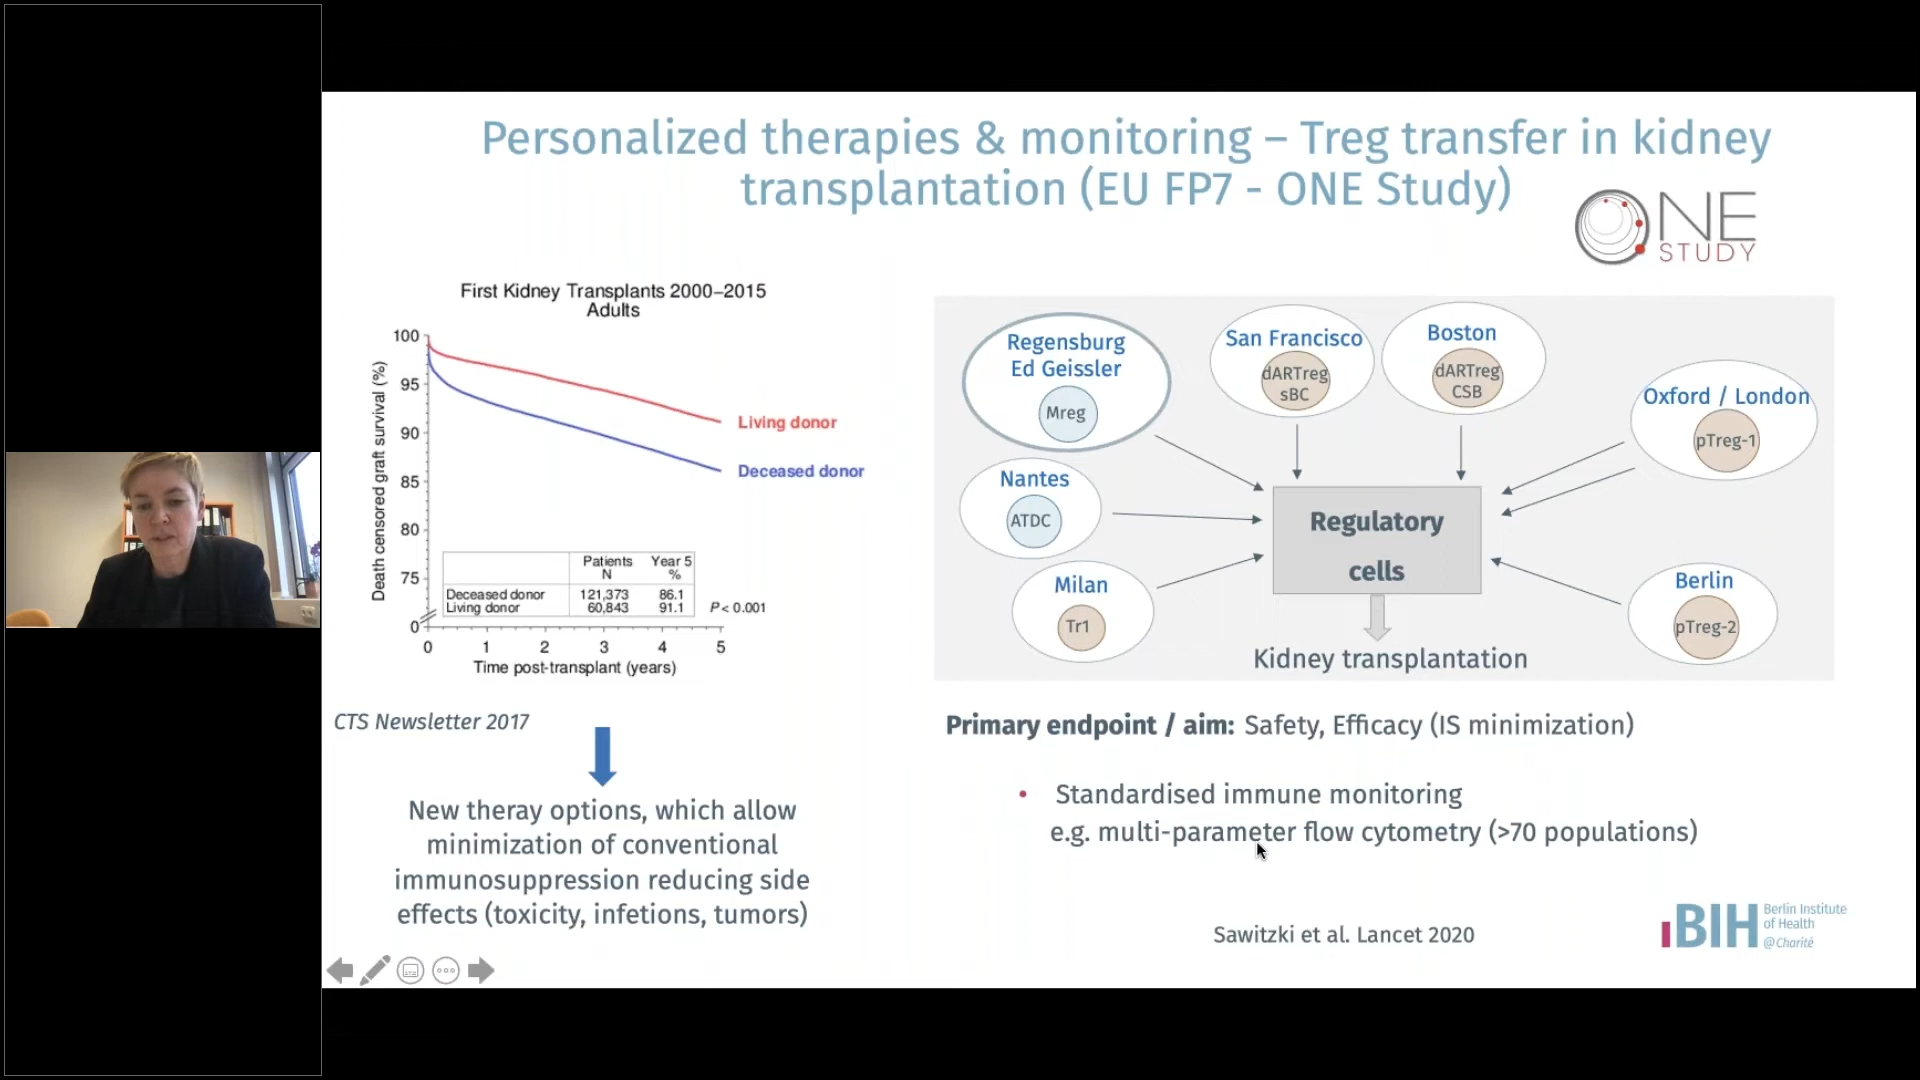 Personalized therapies & monitoring – Treg transfer in kidney
transplantation (EU FP7 - ONE Study)
ONE
STUDY
First Kidney Transplants 2000–2015
Adults
Death censored graft survival (%)
100
95
90
85
80
75
0
Living donor
Deceased donor
Patients Year 5
N %
Deceased donor 121,373 86.1
Living donor 60,843 91.1 P < 0.001
0 1 2 3 4 5
Time post-transplant (years)
CTS Newsletter 2017
New theray options, which allow
minimization of conventional
immunosuppression reducing side
effects (toxicity, infetions, tumors)
Regensburg
Ed Geissler
Mreg
San Francisco
dARTreg
sBC
Boston
dARTreg
CSB
Oxford / London
pTreg-1
Nantes
ATDC
Milan
Tr1
Berlin
pTreg-2
Regulatory
cells
Kidney transplantation
Primary endpoint / aim: Safety, Efficacy (IS minimization)
• Standardised immune monitoring
e.g. multi-parameter flow cytometry (>70 populations)
Sawitzki et al. Lancet 2020
BIH Berlin Institute
of Health
@Charité